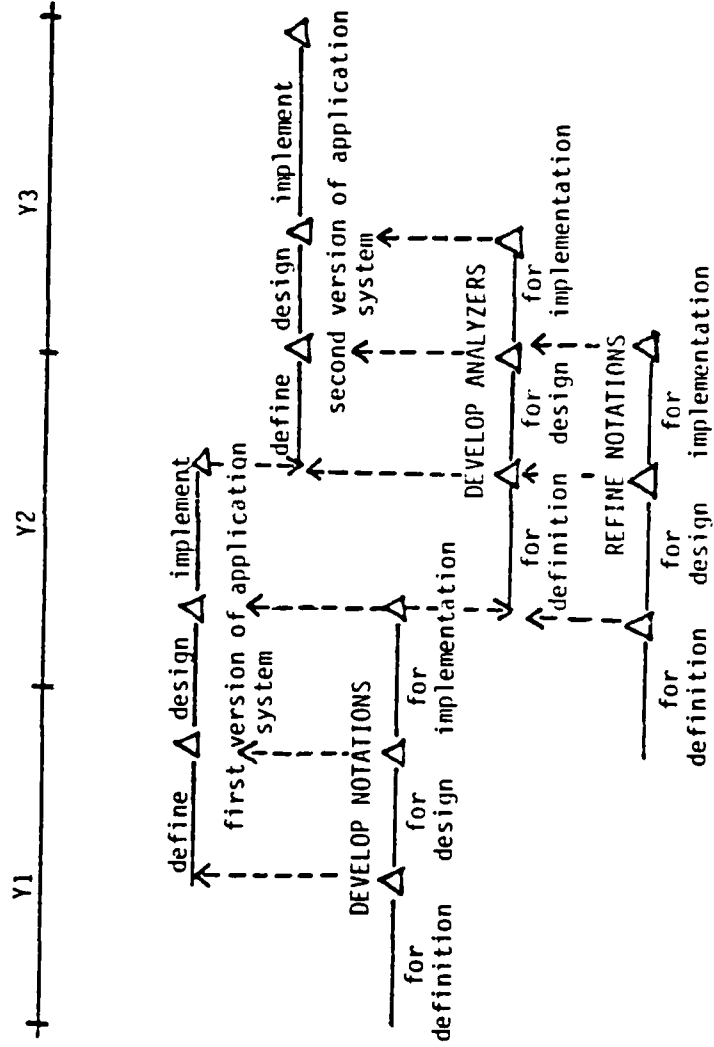 Y1 Y2 Y3
define design implement
first version of application
system
define design implement
second version of application
system
DEVELOP NOTATIONS
for definition
for design
for implementation
DEVELOP ANALYZERS
for definition
for design
for implementation
REFINE NOTATIONS
for definition
for design
for implementation